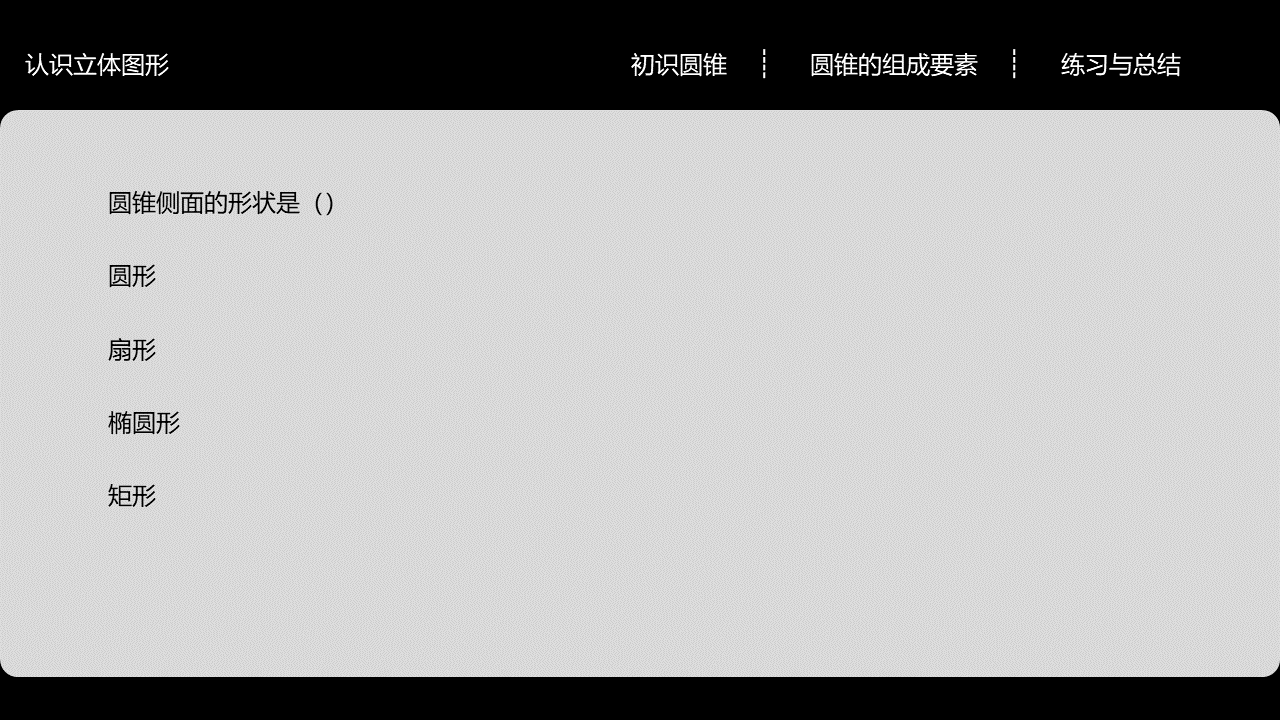 认识立体图形
初识圆锥
圆锥的组成要素
练习与总结
圆锥侧面的形状是（）
圆形
扇形
椭圆形
矩形